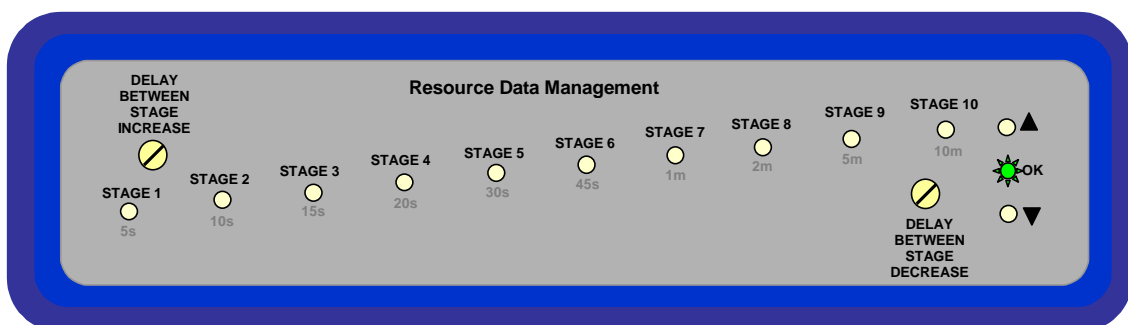 Resource Data Management
DELAY
BETWEEN
STAGE
INCREASE
STAGE 1
5s
STAGE 2
10s
STAGE 3
15s
STAGE 4
20s
STAGE 5
30s
STAGE 6
45s
STAGE 7
1m
STAGE 8
2m
STAGE 9
5m
STAGE 10
10m
OK
DELAY
BETWEEN
STAGE
DECREASE